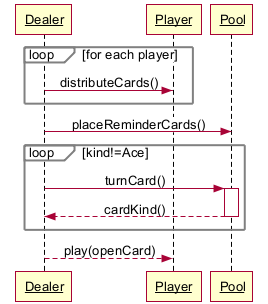 Dealer Player Pool
loop [for each player]
distributeCards()
placeReminderCards()
loop [kind!=Ace]
turnCard()
cardKind()
play(openCard)
Dealer Player Pool